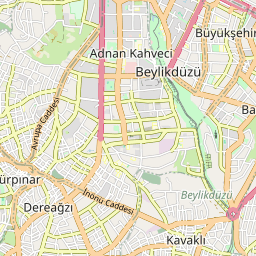 Büyükşehir
Adnan Kahveci
Beylikdüzü
Avrupa Caddesi
Ba
ürpınar
İnönü Caddesi
Beylikdüzü
Dereağzı
Kavaklı